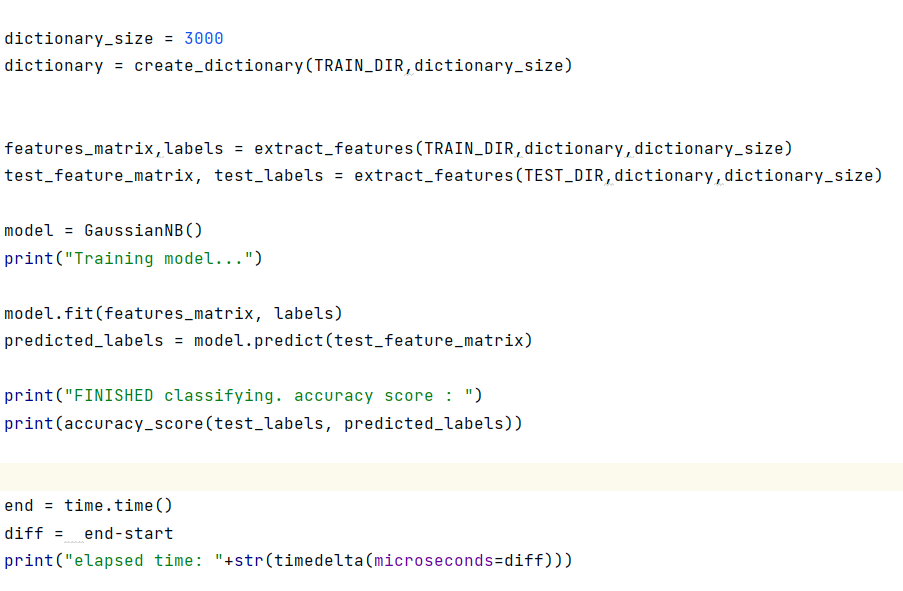 dictionary_size = 3000
dictionary = create_dictionary(TRAIN_DIR,dictionary_size)
features_matrix,labels = extract_features(TRAIN_DIR,dictionary,dictionary_size)
test_feature_matrix, test_labels = extract_features(TEST_DIR,dictionary,dictionary_size)
model = GaussianNB()
print("Training model...")
model.fit(features_matrix, labels)
predicted_labels = model.predict(test_feature_matrix)
print("FINISHED classifying. accuracy score : ")
print(accuracy_score(test_labels, predicted_labels))
end = time.time()
diff =  end-start
print("elapsed time: "+str(timedelta(microseconds=diff)))